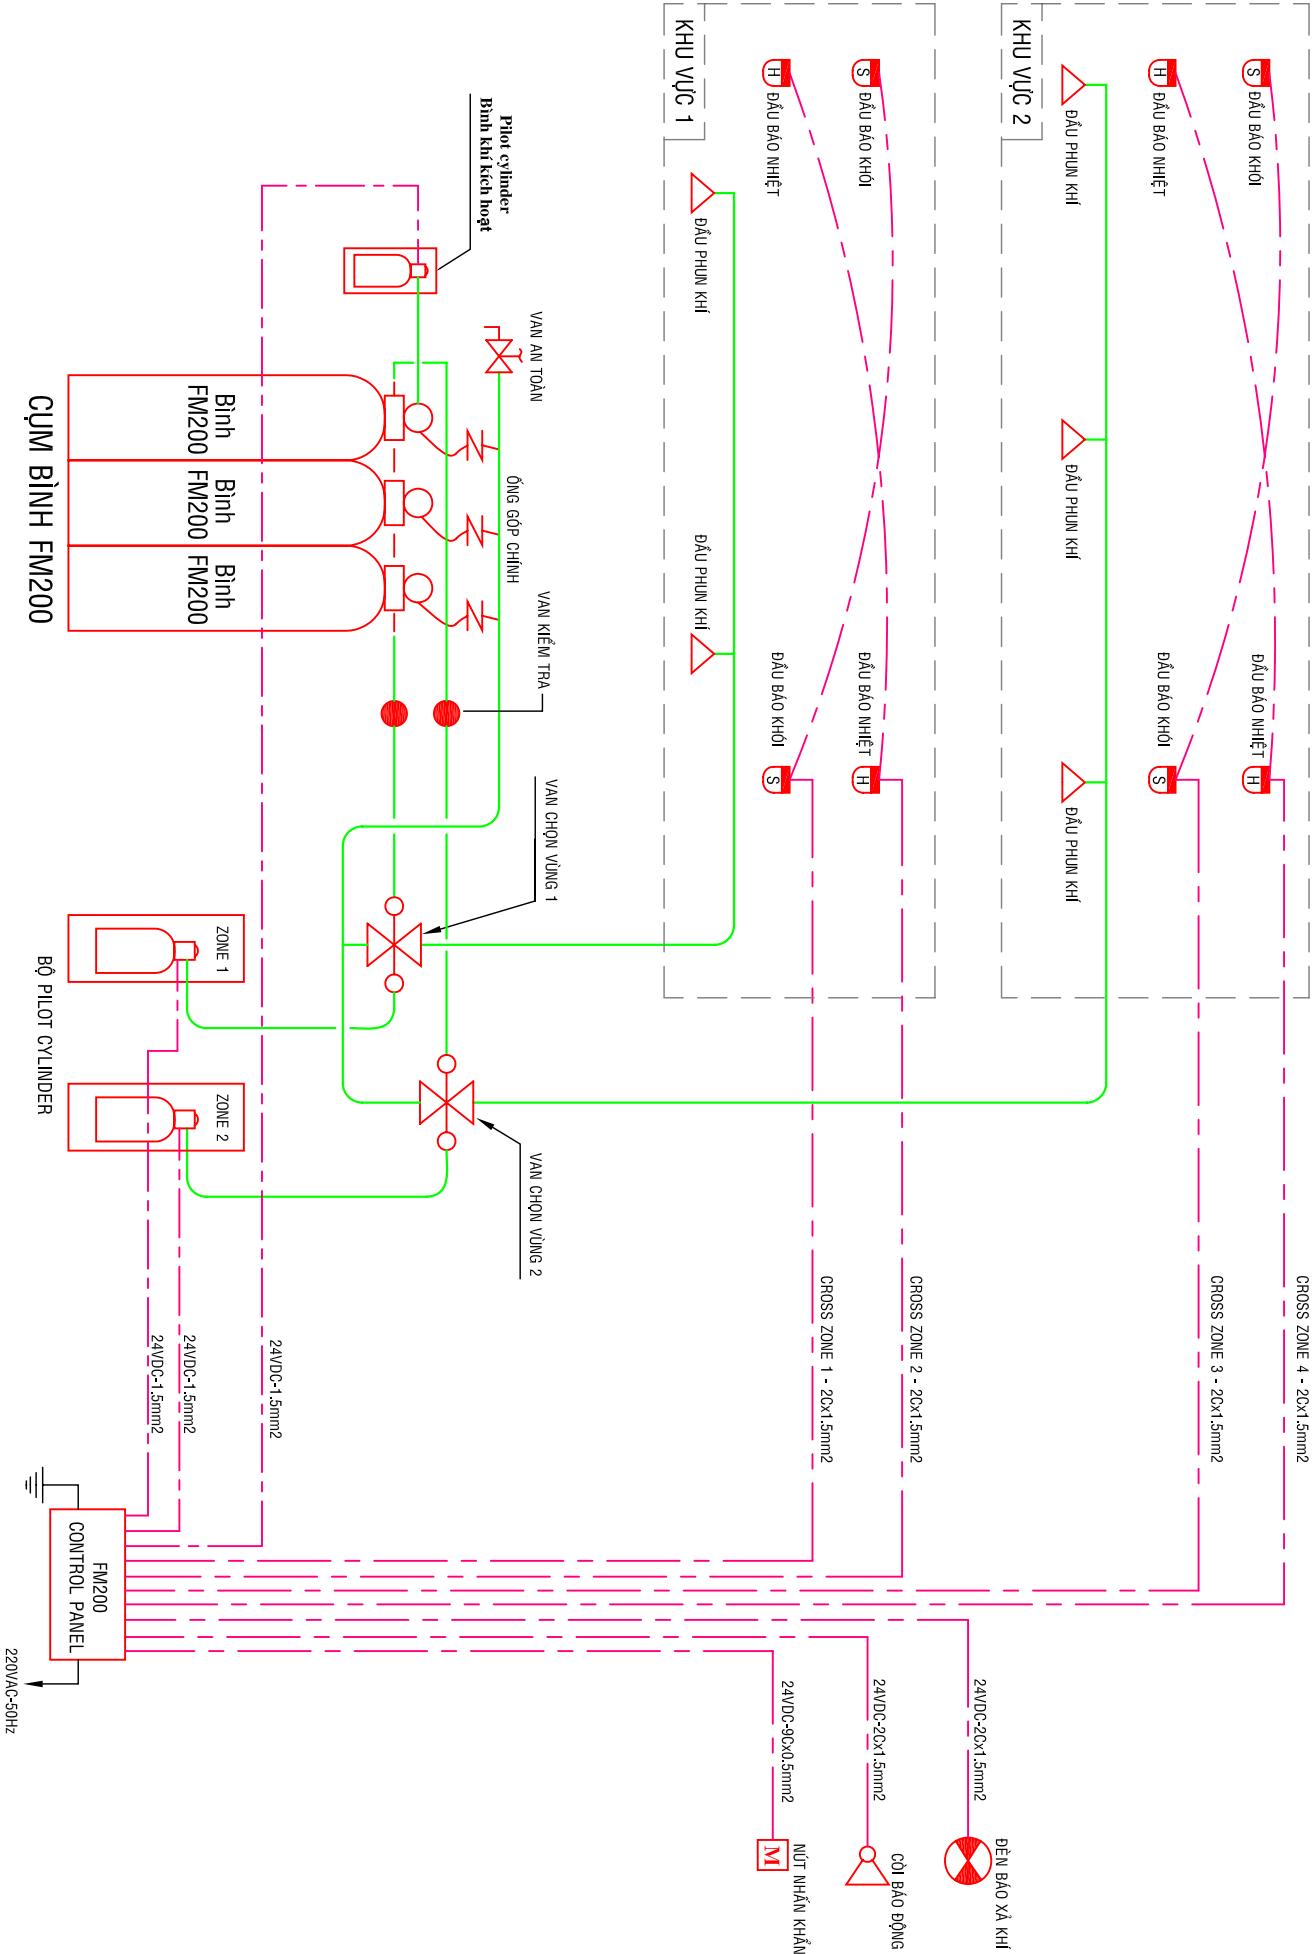 KHU VỰC 2
S
ĐẦU BÁO KHÓI
H
ĐẦU BÁO NHIỆT
ĐẦU PHUN KHÍ
ĐẦU PHUN KHÍ
ĐẦU PHUN KHÍ
ĐẦU BÁO NHIỆT
H
ĐẦU BÁO KHÓI
S
KHU VỰC 1
S
ĐẦU BÁO KHÓI
H
ĐẦU BÁO NHIỆT
ĐẦU PHUN KHÍ
ĐẦU PHUN KHÍ
ĐẦU BÁO NHIỆT
H
ĐẦU BÁO KHÓI
S
CROSS ZONE 4 - 2Cx1.5mm2
CROSS ZONE 3 - 2Cx1.5mm2
CROSS ZONE 2 - 2Cx1.5mm2
CROSS ZONE 1 - 2Cx1.5mm2
Pilot cylinder
Bình khí kích hoạt
VAN AN TOÀN
ỐNG GÓP CHÍNH
VAN KIỂM TRA
VAN CHỌN VÙNG 1
VAN CHỌN VÙNG 2
Bình
FM200
Bình
FM200
Bình
FM200
CỤM BÌNH FM200
ZONE 1
ZONE 2
BỘ PILOT CYLINDER
24VDC-1.5mm2
24VDC-1.5mm2
24VDC-1.5mm2
FM200
CONTROL PANEL
220VAC-50Hz
24VDC-2Cx1.5mm2
ĐÈN BÁO XẢ KHÍ
24VDC-2Cx1.5mm2
CÒI BÁO ĐỘNG
24VDC-9Cx0.5mm2
M
NÚT NHẤN KHẨN